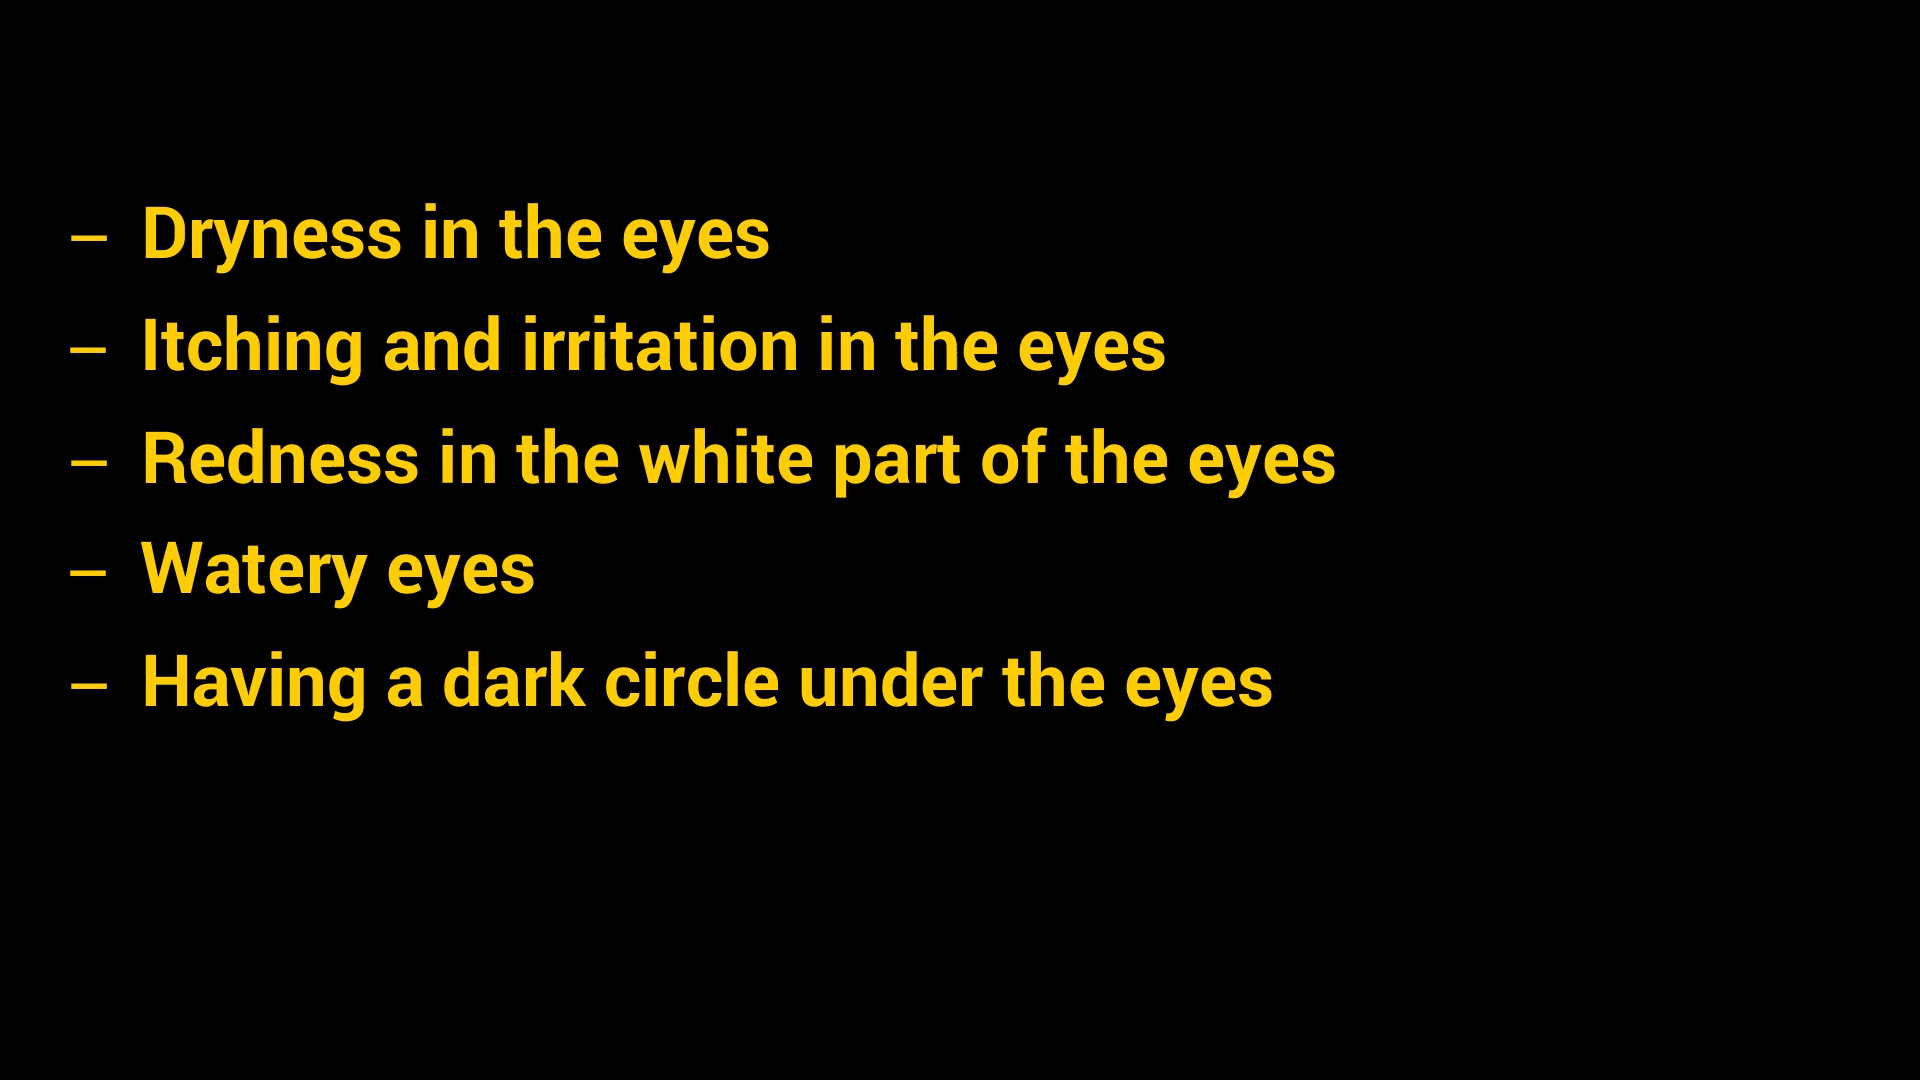 – Dryness in the eyes
– Itching and irritation in the eyes
– Redness in the white part of the eyes
– Watery eyes
– Having a dark circle under the eyes